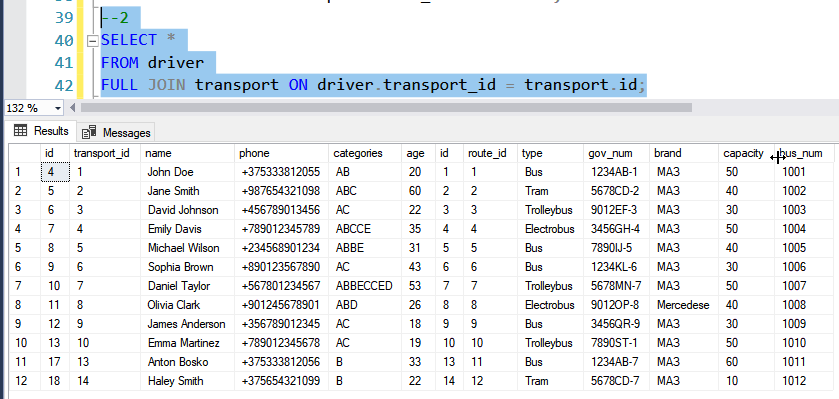 39 --2
40 SELECT *
41 FROM driver
42 FULL JOIN transport ON driver.transport_id = transport.id;
132 %
Results Messages
id transport_id name phone categories age id route_id type gov_num brand capacity bus_num
1 4 1 John Doe +375333812055 AB 20 1 1 Bus 1234AB-1 МАЗ 50 1001
2 5 2 Jane Smith +987654321098 ABC 60 2 2 Tram 5678CD-2 МАЗ 40 1002
3 6 3 David Johnson +456789013456 AC 22 3 3 Trolleybus 9012EF-3 МАЗ 30 1003
4 7 4 Emily Davis +789012345789 ABCCE 35 4 4 Electrobus 3456GH-4 МАЗ 50 1004
5 8 5 Michael Wilson +234568901234 ABBE 31 5 5 Bus 7890IJ-5 МАЗ 40 1005
6 9 6 Sophia Brown +890123567890 AC 43 6 6 Bus 1234KL-6 МАЗ 30 1006
7 10 7 Daniel Taylor +567801234567 ABBECCED 53 7 7 Trolleybus 5678MN-7 МАЗ 50 1007
8 11 8 Olivia Clark +901245678901 ABD 26 8 8 Electrobus 9012OP-8 Mercedese 40 1008
9 12 9 James Anderson +356789012345 AC 18 9 9 Bus 3456QR-9 МАЗ 30 1009
10 13 10 Emma Martinez +789012345678 AC 19 10 10 Trolleybus 7890ST-1 МАЗ 50 1010
11 17 13 Anton Bosko +375333812056 B 33 13 11 Bus 1234AB-7 МАЗ 60 1011
12 18 14 Haley Smith +375654321099 B 22 14 12 Tram 5678CD-7 МАЗ 10 1012